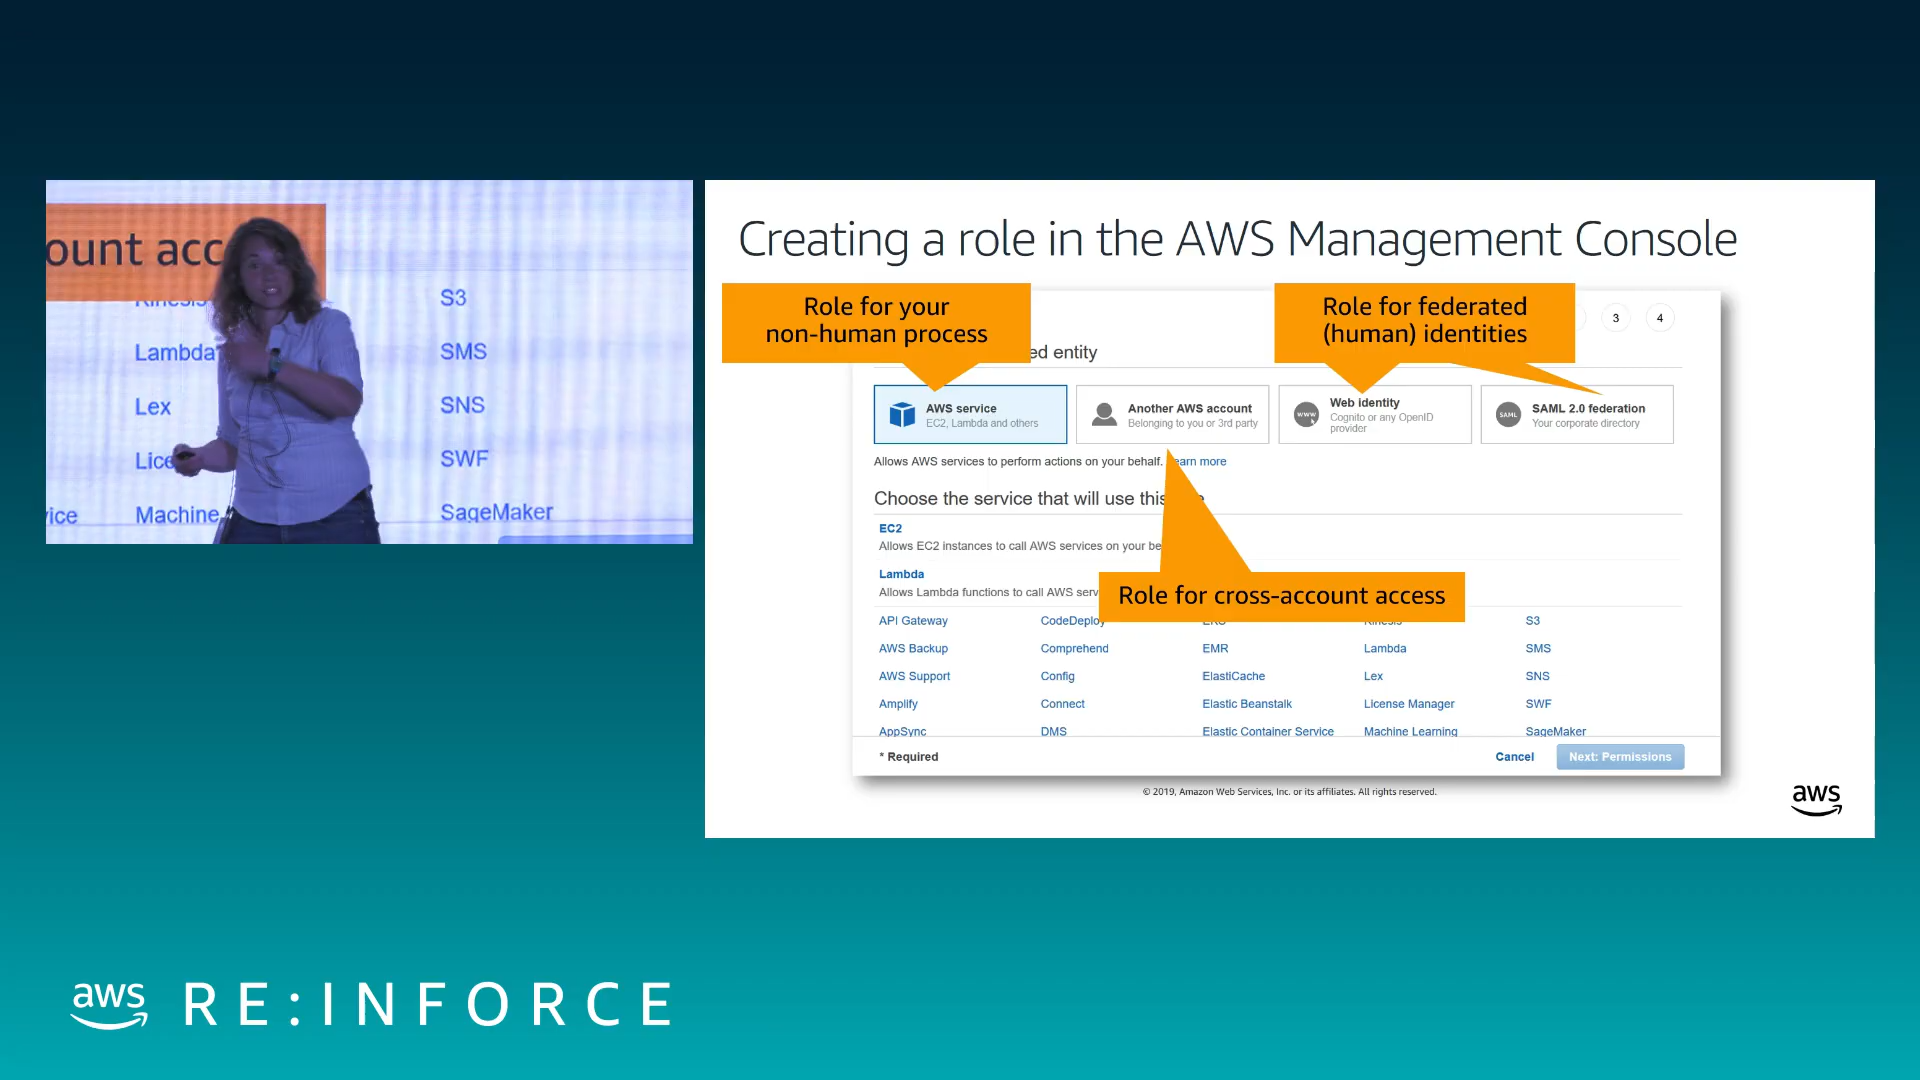 ount acc
Kinesis
S3
Lambda
SMS
Lex
SNS
Lice
SWF
vice
Machine
SageMaker
Creating a role in the AWS Management Console
Role for your
non-human process
Role for federated
(human) identities
3
4
ed entity
AWS service
EC2, Lambda and others
Another AWS account
Belonging to you or 3rd party
www
Web identity
Cognito or any OpenID
provider
SAML
SAML 2.0 federation
Your corporate directory
Allows AWS services to perform actions on your behalf. earn more
Choose the service that will use this e
EC2
Allows EC2 instances to call AWS services on your be
Lambda
Allows Lambda functions to call AWS serv
Role for cross-account access
API Gateway
CodeDeploy
EKS
Kinesis
S3
AWS Backup
Comprehend
EMR
Lambda
SMS
AWS Support
Config
ElastiCache
Lex
SNS
Amplify
Connect
Elastic Beanstalk
License Manager
SWF
AppSync
DMS
Elastic Container Service
Machine Learning
SageMaker
* Required
Cancel
Next: Permissions
© 2019, Amazon Web Services, Inc. or its affiliates. All rights reserved.
aws
aws RE:INFORCE